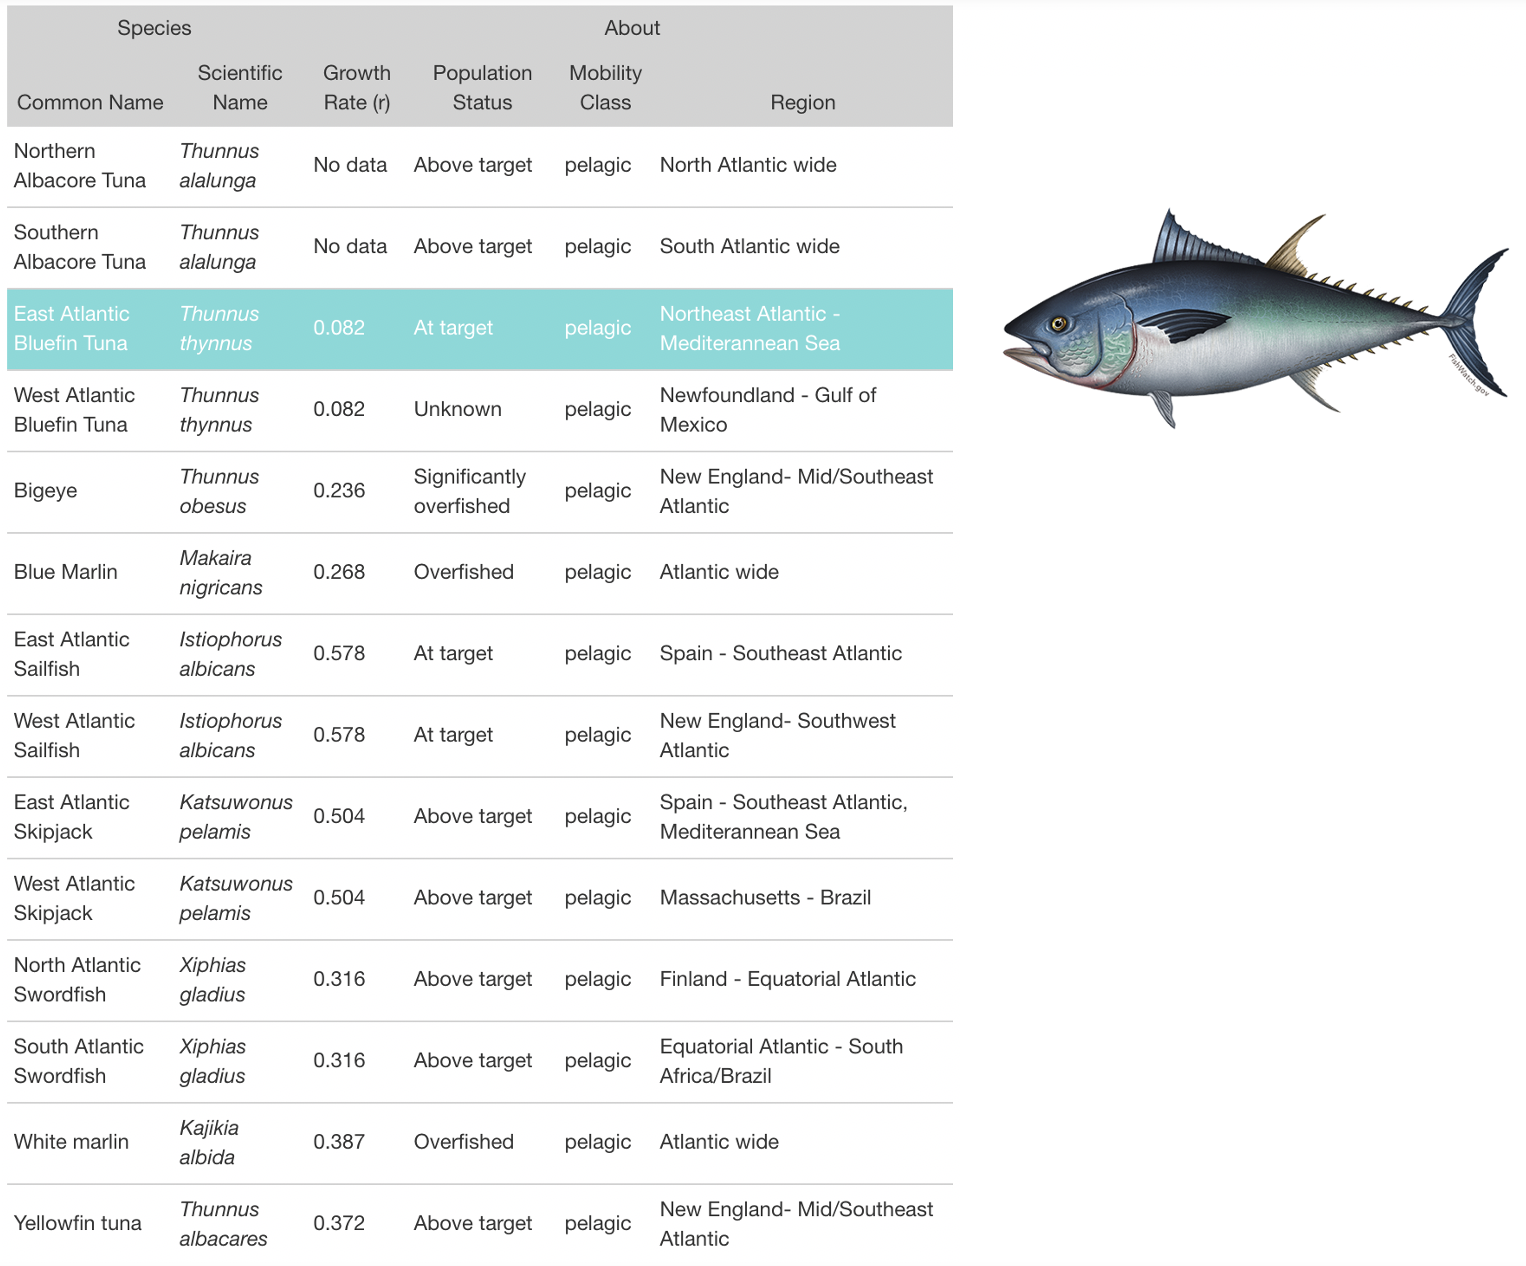 Species About
Scientific Growth Population Mobility
Common Name Name Rate (r) Status Class Region
Northern Thunnus
Albacore Tuna alalunga No data Above target pelagic North Atlantic wide
Southern Thunnus
Albacore Tuna alalunga No data Above target pelagic South Atlantic wide
East Atlantic Thunnus 0.082 At target pelagic Northeast Atlantic -
Bluefin Tuna thynnus Mediterannean Sea
West Atlantic Thunnus 0.082 Unknown pelagic Newfoundland - Gulf of
Bluefin Tuna thynnus Mexico
Bigeye Thunnus 0.236 Significantly pelagic New England- Mid/Southeast
obesus overfished Atlantic
Blue Marlin Makaira 0.268 Overfished pelagic Atlantic wide
nigricans
East Atlantic Istiophorus 0.578 At target pelagic Spain - Southeast Atlantic
Sailfish albicans
West Atlantic Istiophorus 0.578 At target pelagic New England- Southwest
Sailfish albicans Atlantic
East Atlantic Katsuwonus 0.504 Above target pelagic Spain - Southeast Atlantic,
Skipjack pelamis Mediterannean Sea
West Atlantic Katsuwonus 0.504 Above target pelagic Massachusetts - Brazil
Skipjack pelamis
North Atlantic Xiphias 0.316 Above target pelagic Finland - Equatorial Atlantic
Swordfish gladius
South Atlantic Xiphias 0.316 Above target pelagic Equatorial Atlantic - South
Swordfish gladius Africa/Brazil
White marlin Kajikia 0.387 Overfished pelagic Atlantic wide
albida
Yellowfin tuna Thunnus 0.372 Above target pelagic New England- Mid/Southeast
albacares Atlantic
FishWatch.gov